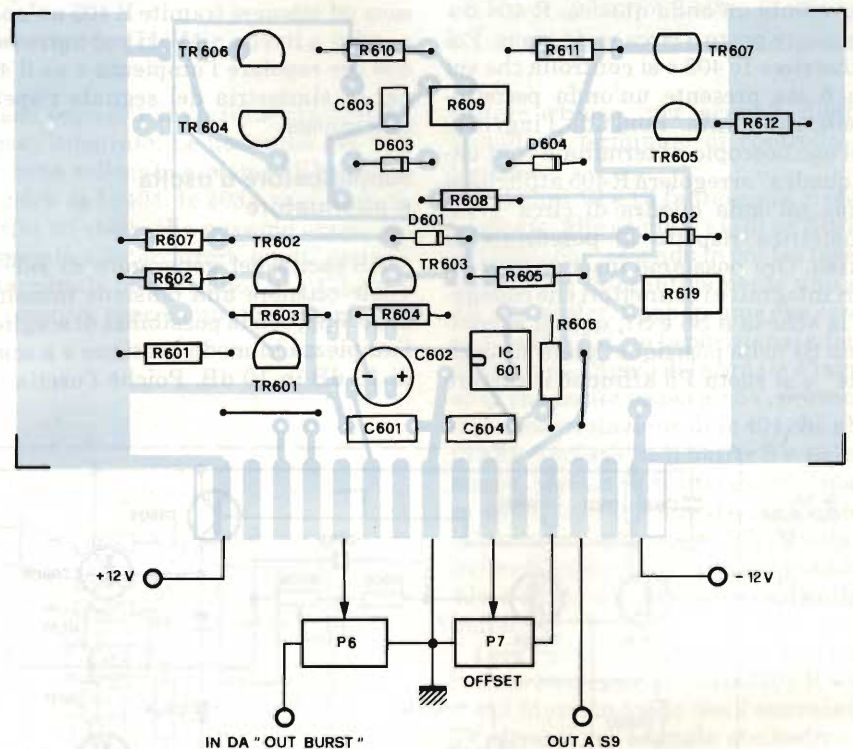 TR606
R610
R611
TR607
C603
R609
TR604
R612
TR605
D603
D604
R608
D601
D602
R607
TR602
TR603
R602
R605
R619
R603
R604
R606
R601
C602
IC
601
- +
TR601
C601
C604
+12 V
- 12 V
P6
P7
OFFSET
IN DA "OUT BURST"
OUT A S9